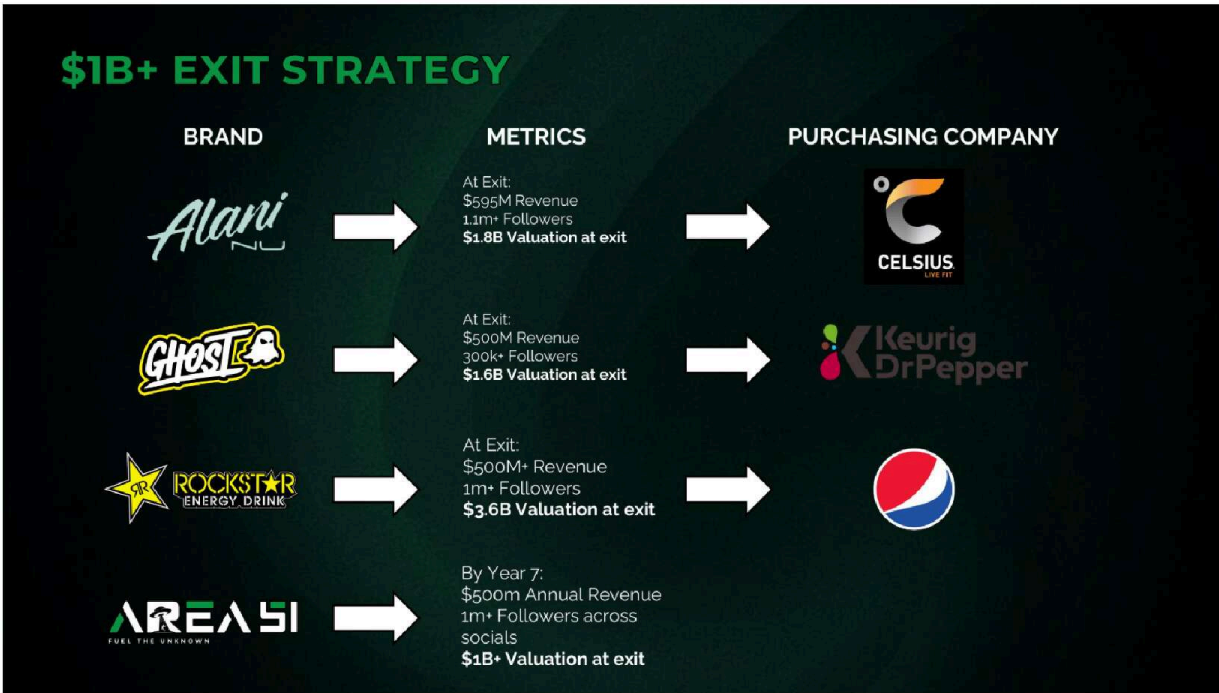 $1B+ EXIT STRATEGY
BRAND
METRICS
PURCHASING COMPANY
Alani
NU
At Exit:
$595M Revenue
1.1m+ Followers
$1.8B Valuation at exit
CELSIUS
LIVE FIT
GHOST
At Exit:
$500M Revenue
300k+ Followers
$1.6B Valuation at exit
Keurig
DrPepper
ROCKSTAR
ENERGY DRINK
At Exit:
$500M+ Revenue
1m+ Followers
$3.6B Valuation at exit
AREA51
FUEL THE UNKNOWN
By Year 7:
$500m Annual Revenue
1m+ Followers across
socials
$1B+ Valuation at exit